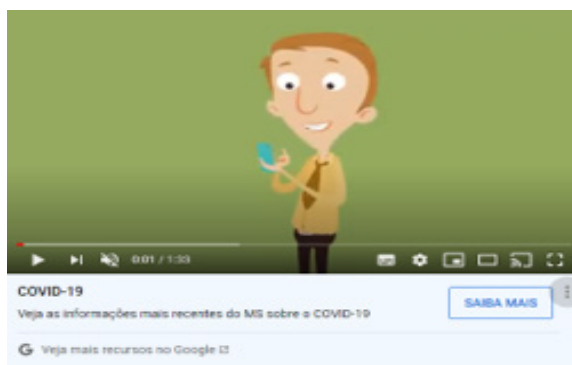 0:01 / 1:33
COVID-19
Veja as informações mais recentes do MS sobre o COVID-19
SAIBA MAIS
G Veja mais recursos no Google